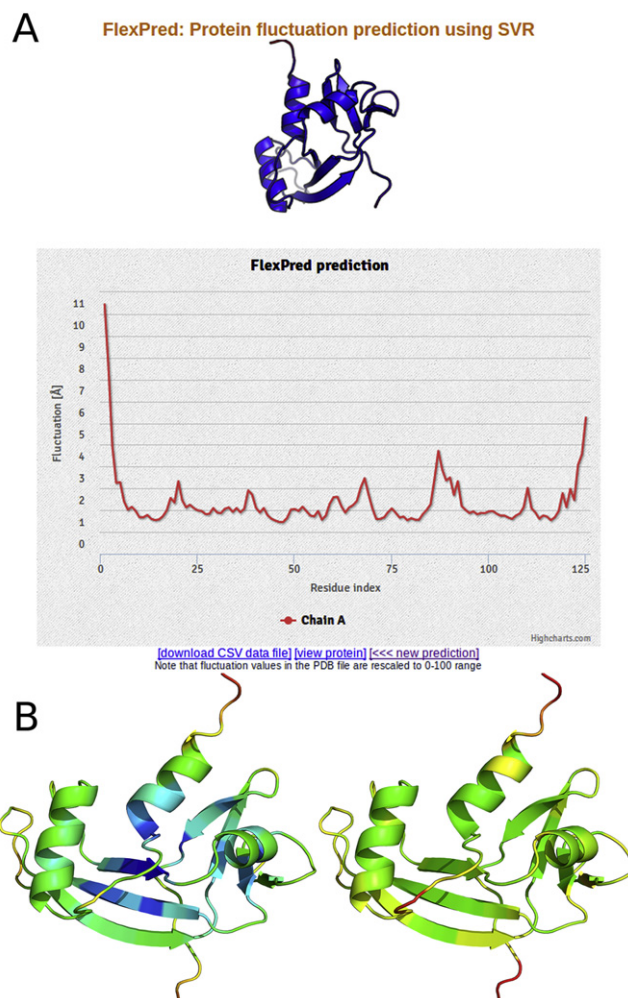 A
FlexPred: Protein fluctuation prediction using SVR
FlexPred prediction
Fluctuation [Å]
11
10
9
8
7
6
5
4
3
2
1
0
0 25 50 75 100 125
Residue index
Chain A
Highcharts.com
[download CSV data file] [view protein] [<<< new prediction]
Note that fluctuation values in the PDB file are rescaled to 0-100 range
B